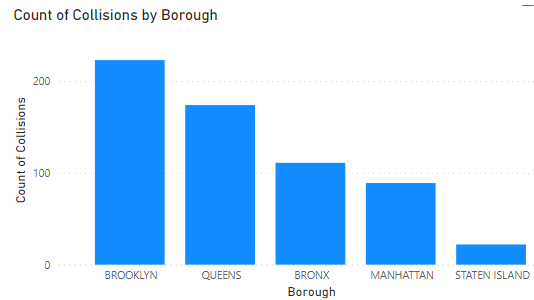 Count of Collisions by Borough
Count of Collisions
200
100
0
BROOKLYN
QUEENS
BRONX
MANHATTAN
STATEN ISLAND
Borough